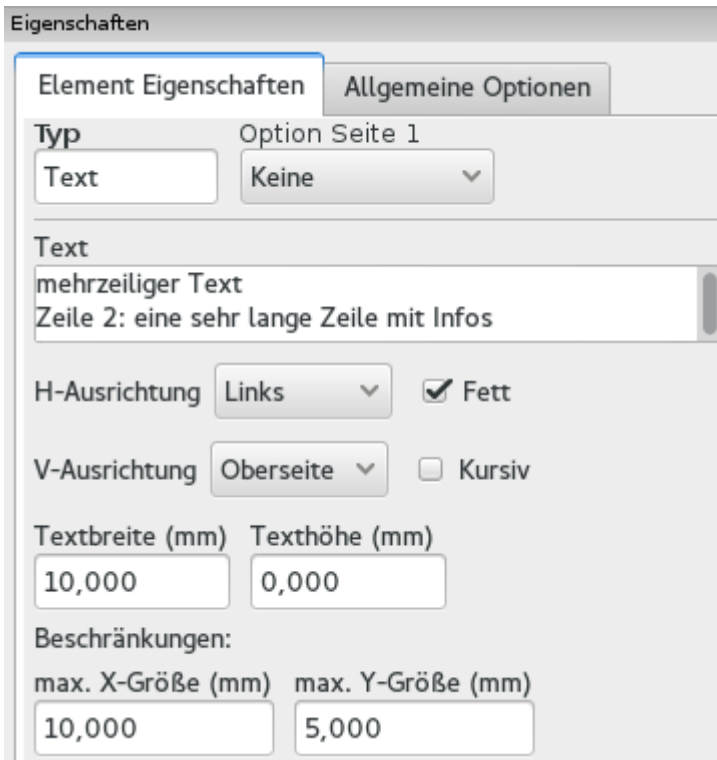 Eigenschaften
Element Eigenschaften Allgemeine Optionen
Typ Option Seite 1
Text Keine
Text
mehrzeiliger Text
Zeile 2: eine sehr lange Zeile mit Infos
H-Ausrichtung Links Fett
V-Ausrichtung Oberseite Kursiv
Textbreite (mm) Texthöhe (mm)
10,000 0,000
Beschränkungen:
max. X-Größe (mm) max. Y-Größe (mm)
10,000 5,000